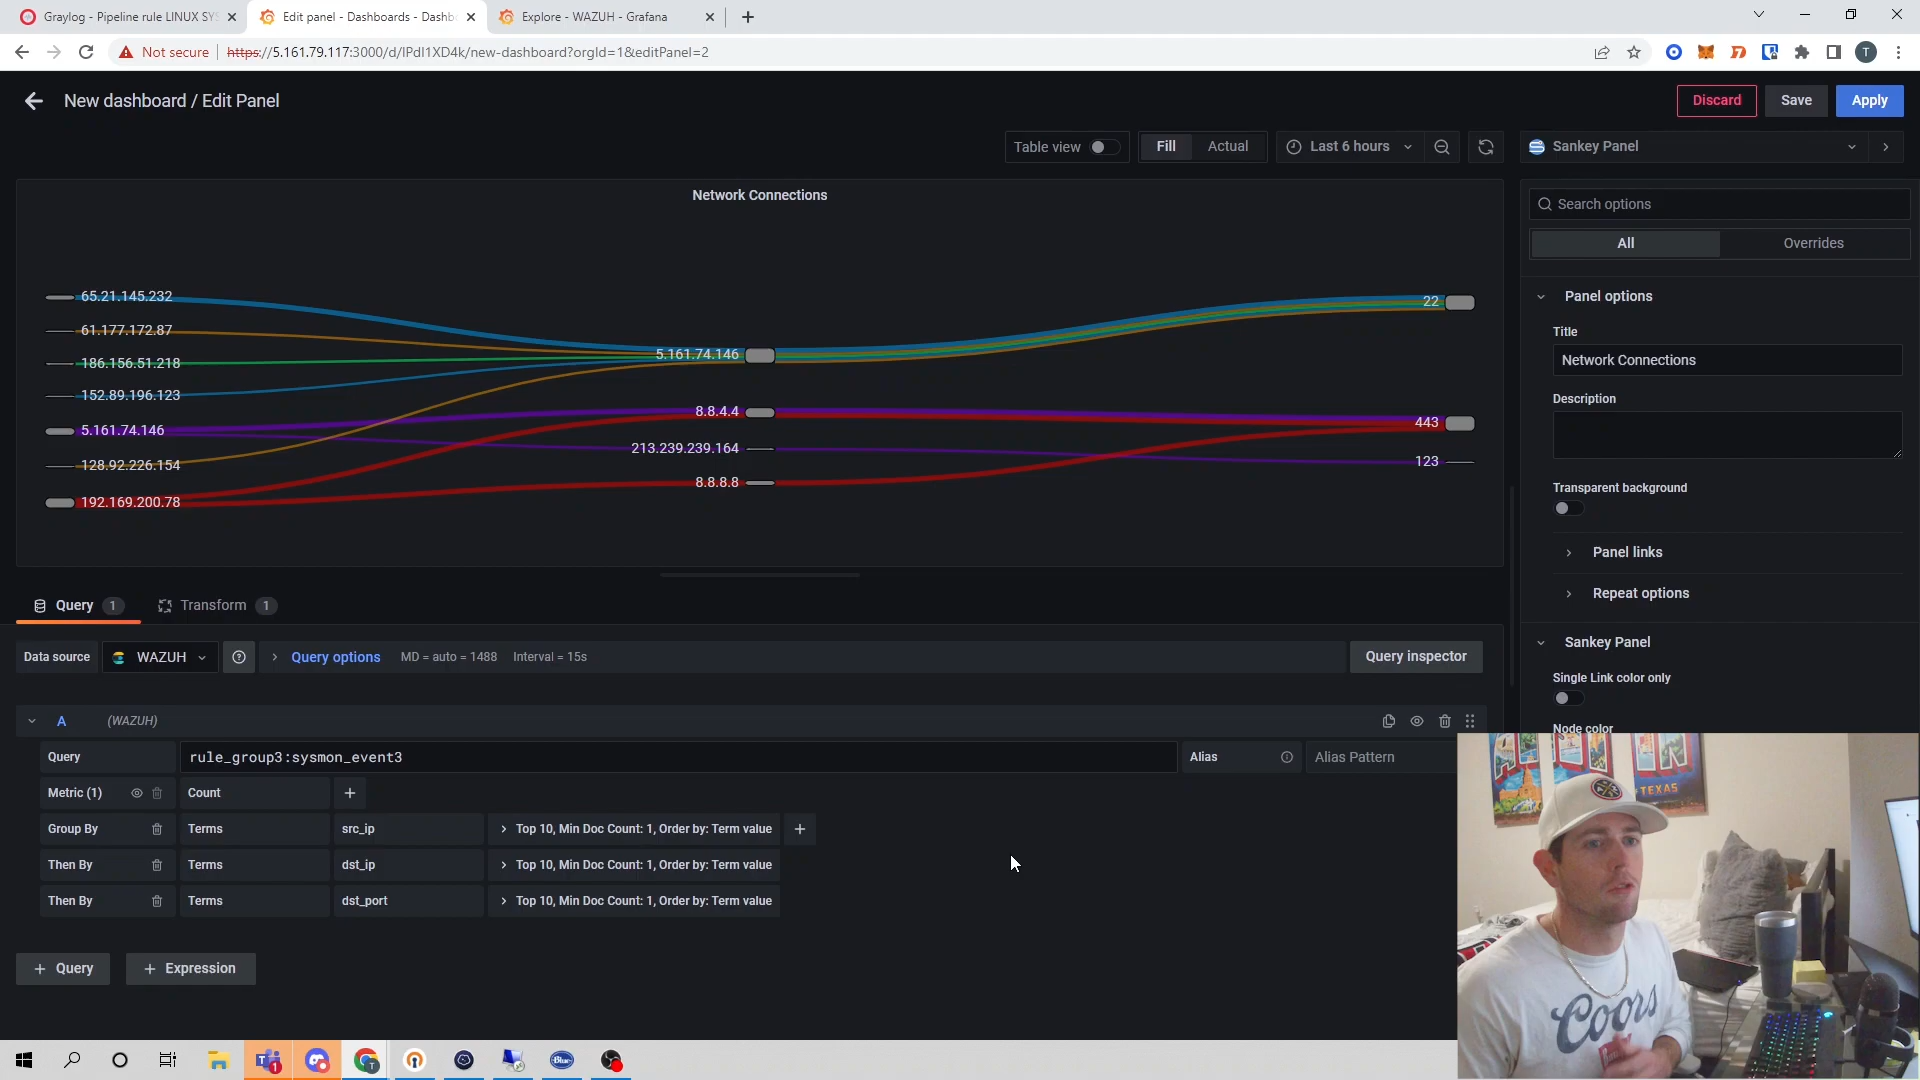 Graylog - Pipeline rule LINUX SYS
Edit panel - Dashboards - Dashb
Explore - WAZUH - Grafana
Not secure
https://5.161.79.117:3000/d/lPdI1XD4k/new-dashboard?orgId=1&editPanel=2
T
New dashboard / Edit Panel
Discard
Save
Apply
Table view
Fill
Actual
Last 6 hours
Sankey Panel
Network Connections
Search options
All
Overrides
65.21.145.232
61.177.172.87
186.156.51.218
152.89.196.123
5.161.74.146
128.92.226.154
192.169.200.78
5.161.74.146
8.8.4.4
213.239.239.164
8.8.8.8
22
443
123
Panel options
Title
Network Connections
Description
Transparent background
Panel links
Repeat options
Sankey Panel
Single Link color only
Node color
Query 1
Transform 1
Data source
WAZUH
Query options
MD = auto = 1488
Interval = 15s
Query inspector
A
(WAZUH)
Query
rule_group3:sysmon_event3
Alias
Alias Pattern
Metric (1)
Count
Group By
Terms
src_ip
Top 10, Min Doc Count: 1, Order by: Term value
Then By
Terms
dst_ip
Top 10, Min Doc Count: 1, Order by: Term value
Then By
Terms
dst_port
Top 10, Min Doc Count: 1, Order by: Term value
+ Query
+ Expression
TEXAS
Coors
1
Blue